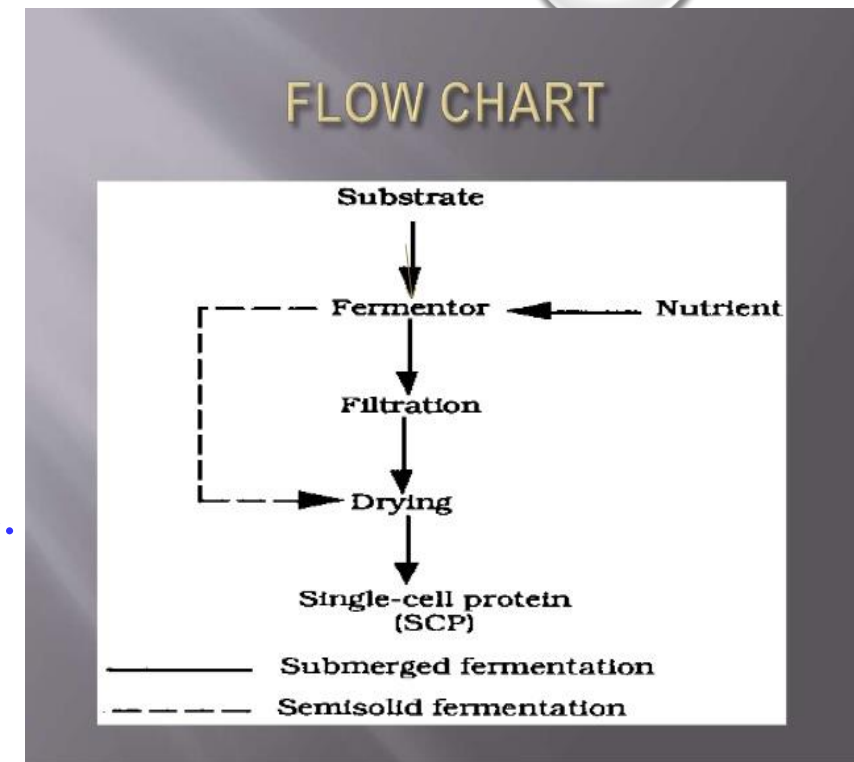 FLOW CHART
Substrate
Fermentor
Nutrient
Filtration
Drying
Single-cell protein
(SCP)
Submerged fermentation
Semisolid fermentation